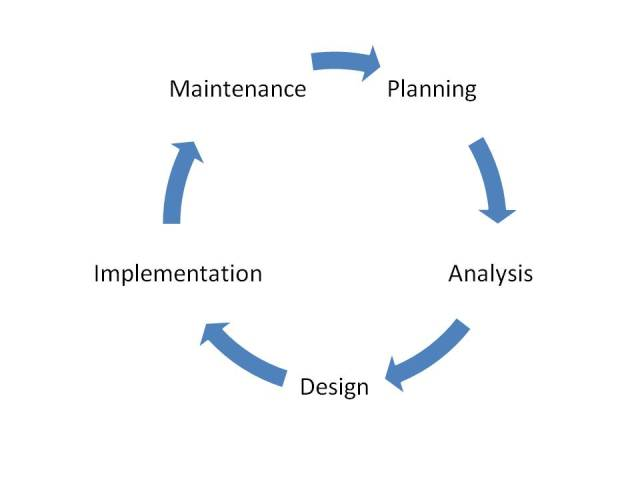 Maintenance
Planning
Implementation
Analysis
Design